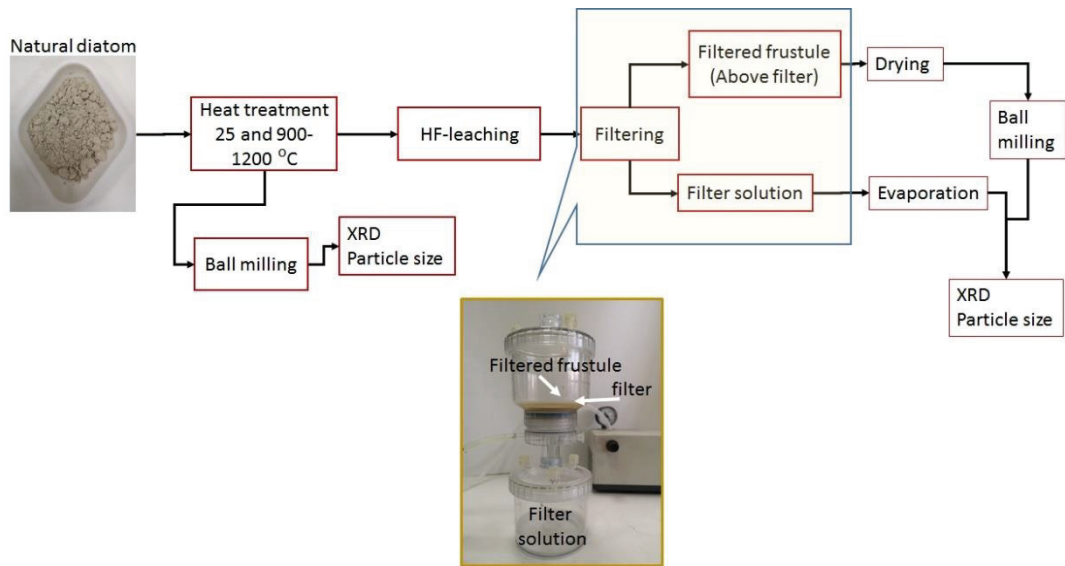 Natural diatom
Heat treatment
25 and 900-
1200 °C
HF-leaching
Filtering
Filtered frustule
(Above filter)
Drying
Ball
milling
Filter solution
Evaporation
XRD
Particle size
Ball milling
XRD
Particle size
Filtered frustule
filter
Filter
solution